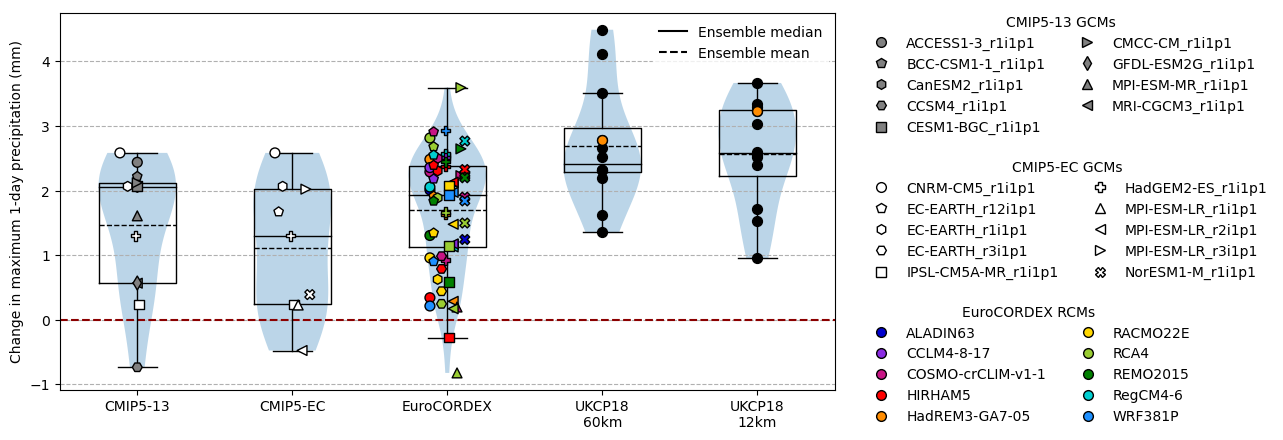 Change in maximum 1-day precipitation (mm)
4
3
2
1
0
−1
Ensemble median
Ensemble mean
CMIP5-13
CMIP5-EC
EuroCORDEX
UKCP18
60km
UKCP18
12km
CMIP5-13 GCMs
ACCESS1-3_r1i1p1
BCC-CSM1-1_r1i1p1
CanESM2_r1i1p1
CCSM4_r1i1p1
CESM1-BGC_r1i1p1
CMCC-CM_r1i1p1
GFDL-ESM2G_r1i1p1
MPI-ESM-MR_r1i1p1
MRI-CGCM3_r1i1p1
CMIP5-EC GCMs
CNRM-CM5_r1i1p1
EC-EARTH_r12i1p1
EC-EARTH_r1i1p1
EC-EARTH_r3i1p1
IPSL-CM5A-MR_r1i1p1
HadGEM2-ES_r1i1p1
MPI-ESM-LR_r1i1p1
MPI-ESM-LR_r2i1p1
MPI-ESM-LR_r3i1p1
NorESM1-M_r1i1p1
EuroCORDEX RCMs
ALADIN63
CCLM4-8-17
COSMO-crCLIM-v1-1
HIRHAM5
HadREM3-GA7-05
RACMO22E
RCA4
REMO2015
RegCM4-6
WRF381P